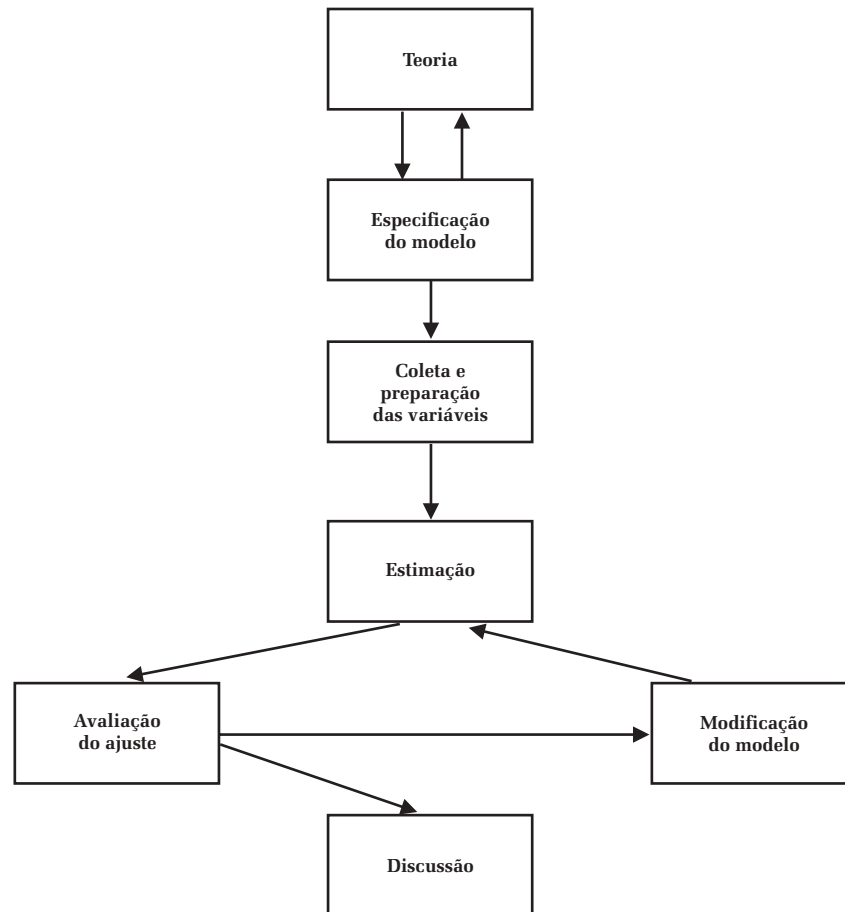 Teoria
Especificação
do modelo
Coleta e
preparação
das variáveis
Estimação
Avaliação
do ajuste
Modificação
do modelo
Discussão